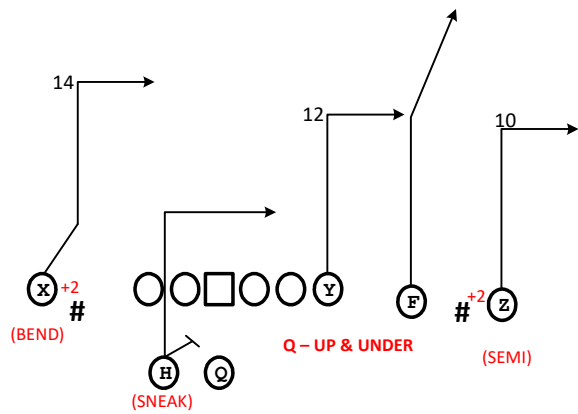 14
12
10
X
+2
#
(BEND)
Y
F
#
+2
Z
(SEMI)
Q – UP & UNDER
H
Q
(SNEAK)